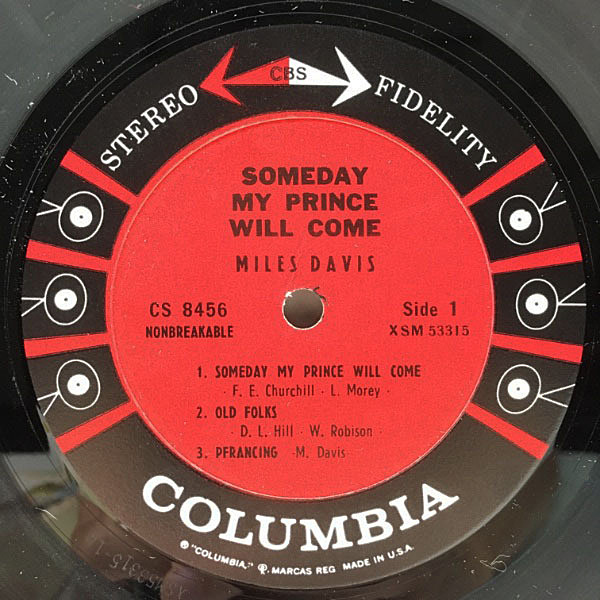 STEREO CBS FIDELITY
SOMEDAY
MY PRINCE
WILL COME
MILES DAVIS
CS 8456
NONBREAKABLE
Side 1
XSM 53315
1. SOMEDAY MY PRINCE WILL COME
· F. E. Churchill · L. Morey ·
2. OLD FOLKS
· D. L. Hill · W. Robison ·
3. PFRANCING ·M. Davis·
COLUMBIA
® "COLUMBIA," Ⓟ. MARCAS REG. MADE IN U.S.A.